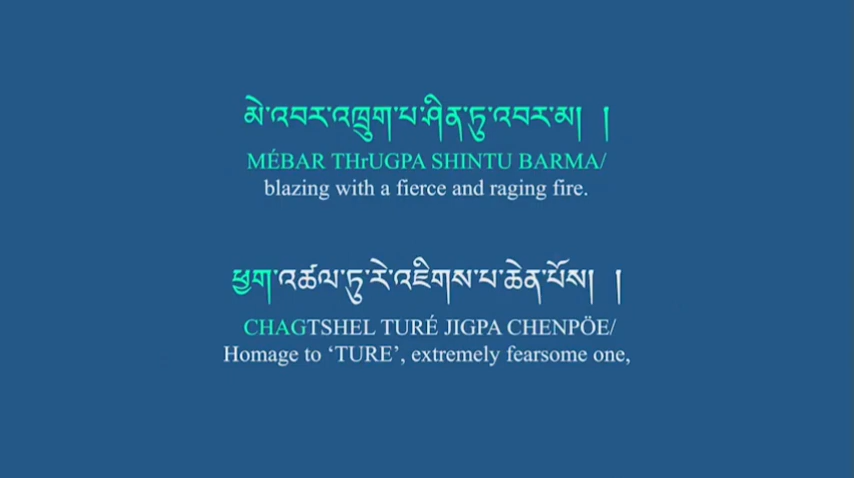 མེ་འབར་འཁྲུག་པ་ཤིན་ཏུ་འབར་མ། །
MÉBAR THrUGPA SHINTU BARMA/
blazing with a fierce and raging fire.
ཕྱག་འཚལ་ཏུ་རེ་འཇིགས་པ་ཆེན་པོས། །
CHAGTSHEL TURÉ JIGPA CHENPÖE/
Homage to ‘TURE’, extremely fearsome one,